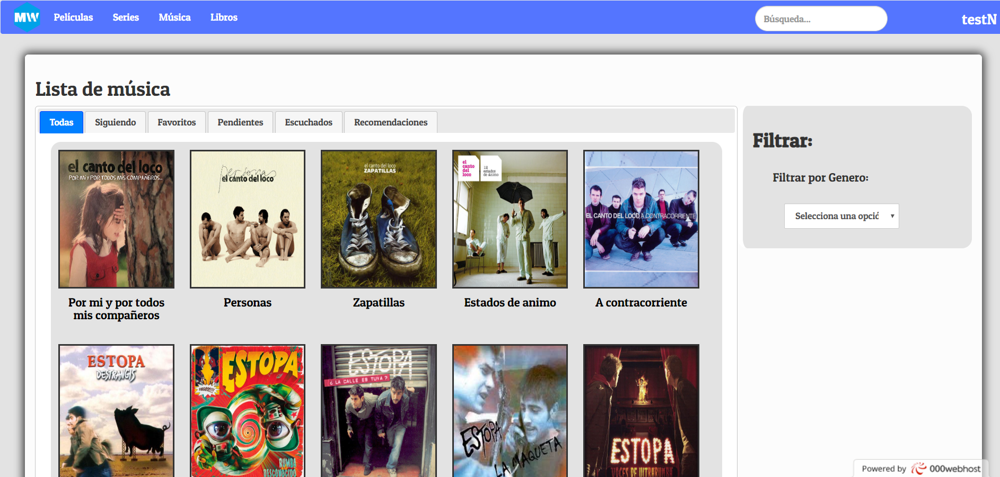 MW Películas Series Música Libros Búsqueda... testN
Lista de música
Todas Siguiendo Favoritos Pendientes Escuchados Recomendaciones
Filtrar:
Filtrar por Genero:
Selecciona una opció
el canto del loco
POR MÍ Y POR TODOS MIS COMPAÑEROS...
personas
el canto del loco
el canto del loco
ZAPATILLAS
el
canto
del
loco
12
estados
de ánimo
EL CANTO DEL LOCO A CONTRACORRIENTE
Por mi y por todos
mis compañeros
Personas
Zapatillas
Estados de animo
A contracorriente
ESTOPA
DESTRANGIS
ESTOPA
FUEGOOO!!!
RUMBA
DESCONOCIDO
ESTOPA
¿ LA CALLE ES TUYA ?
ESTOPA
LA MAQUETA
ESTOPA
VOCES DE ULTRARUMBA
Powered by 000webhost